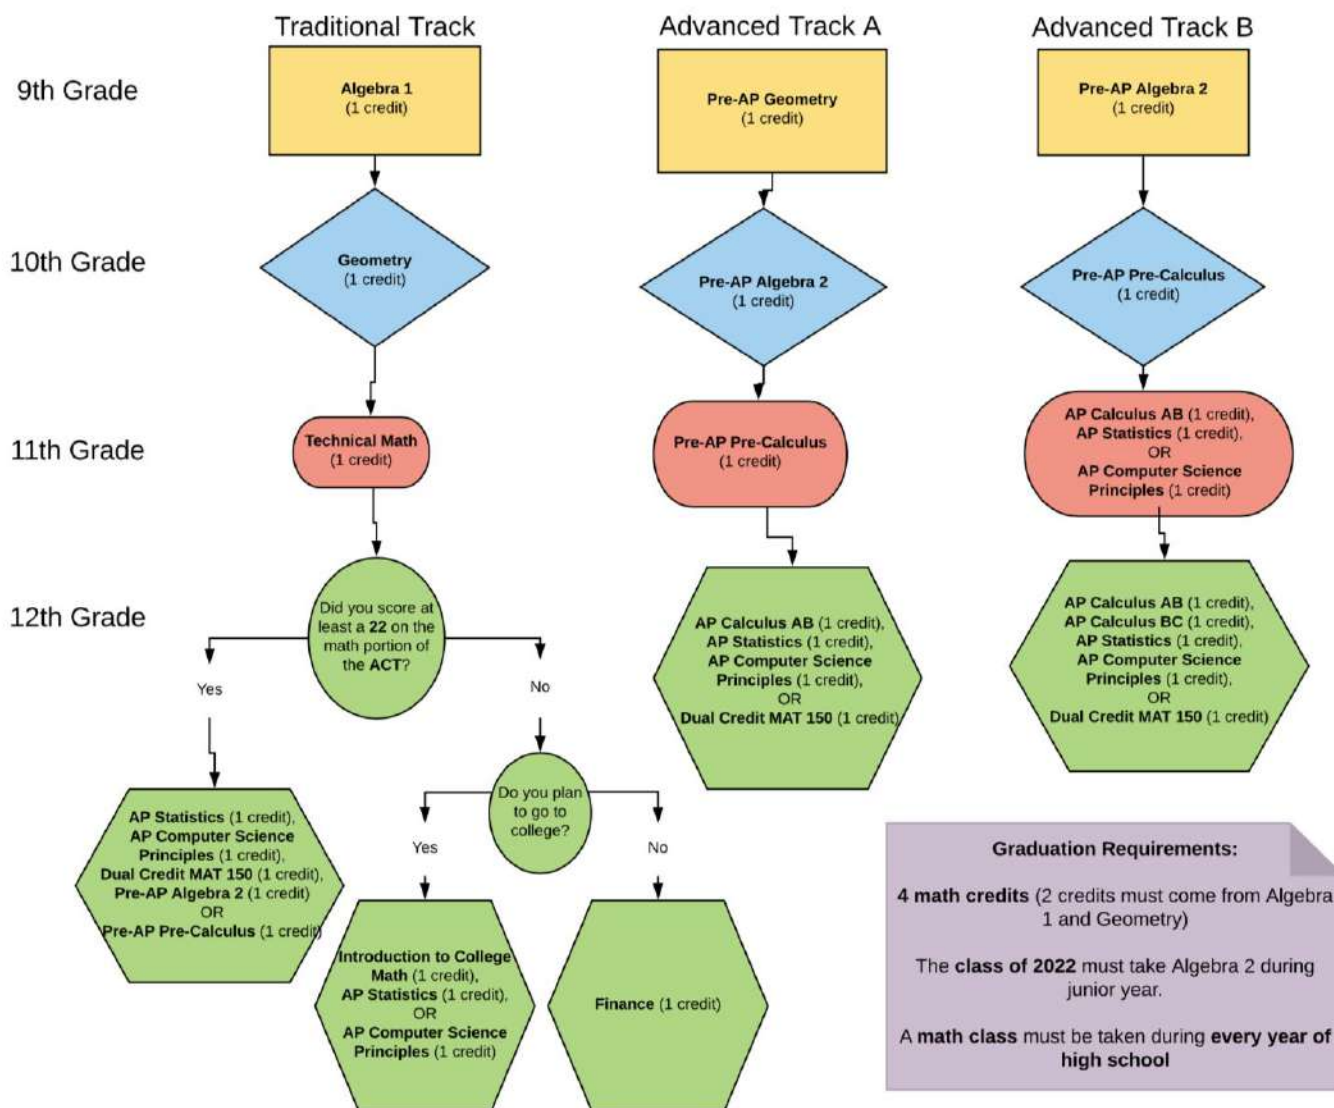 Traditional Track
Advanced Track A
Advanced Track B
9th Grade
Algebra 1
(1 credit)
Pre-AP Geometry
(1 credit)
Pre-AP Algebra 2
(1 credit)
10th Grade
Geometry
(1 credit)
Pre-AP Algebra 2
(1 credit)
Pre-AP Pre-Calculus
(1 credit)
11th Grade
Technical Math
(1 credit)
Pre-AP Pre-Calculus
(1 credit)
AP Calculus AB (1 credit),
AP Statistics (1 credit),
OR
AP Computer Science
Principles (1 credit)
12th Grade
Did you score at
least a 22 on the
math portion of
the ACT?
Yes
No
AP Statistics (1 credit),
AP Computer Science
Principles (1 credit),
Dual Credit MAT 150 (1 credit),
Pre-AP Algebra 2 (1 credit)
OR
Pre-AP Pre-Calculus (1 credit)
Do you plan
to go to
college?
Yes
No
Introduction to College
Math (1 credit),
AP Statistics (1 credit),
OR
AP Computer Science
Principles (1 credit)
Finance (1 credit)
AP Calculus AB (1 credit),
AP Statistics (1 credit),
AP Computer Science
Principles (1 credit),
OR
Dual Credit MAT 150 (1 credit)
AP Calculus AB (1 credit),
AP Calculus BC (1 credit),
AP Statistics (1 credit),
AP Computer Science
Principles (1 credit),
OR
Dual Credit MAT 150 (1 credit)
Graduation Requirements:
4 math credits (2 credits must come from Algebra
1 and Geometry)
The class of 2022 must take Algebra 2 during
junior year.
A math class must be taken during every year of
high school